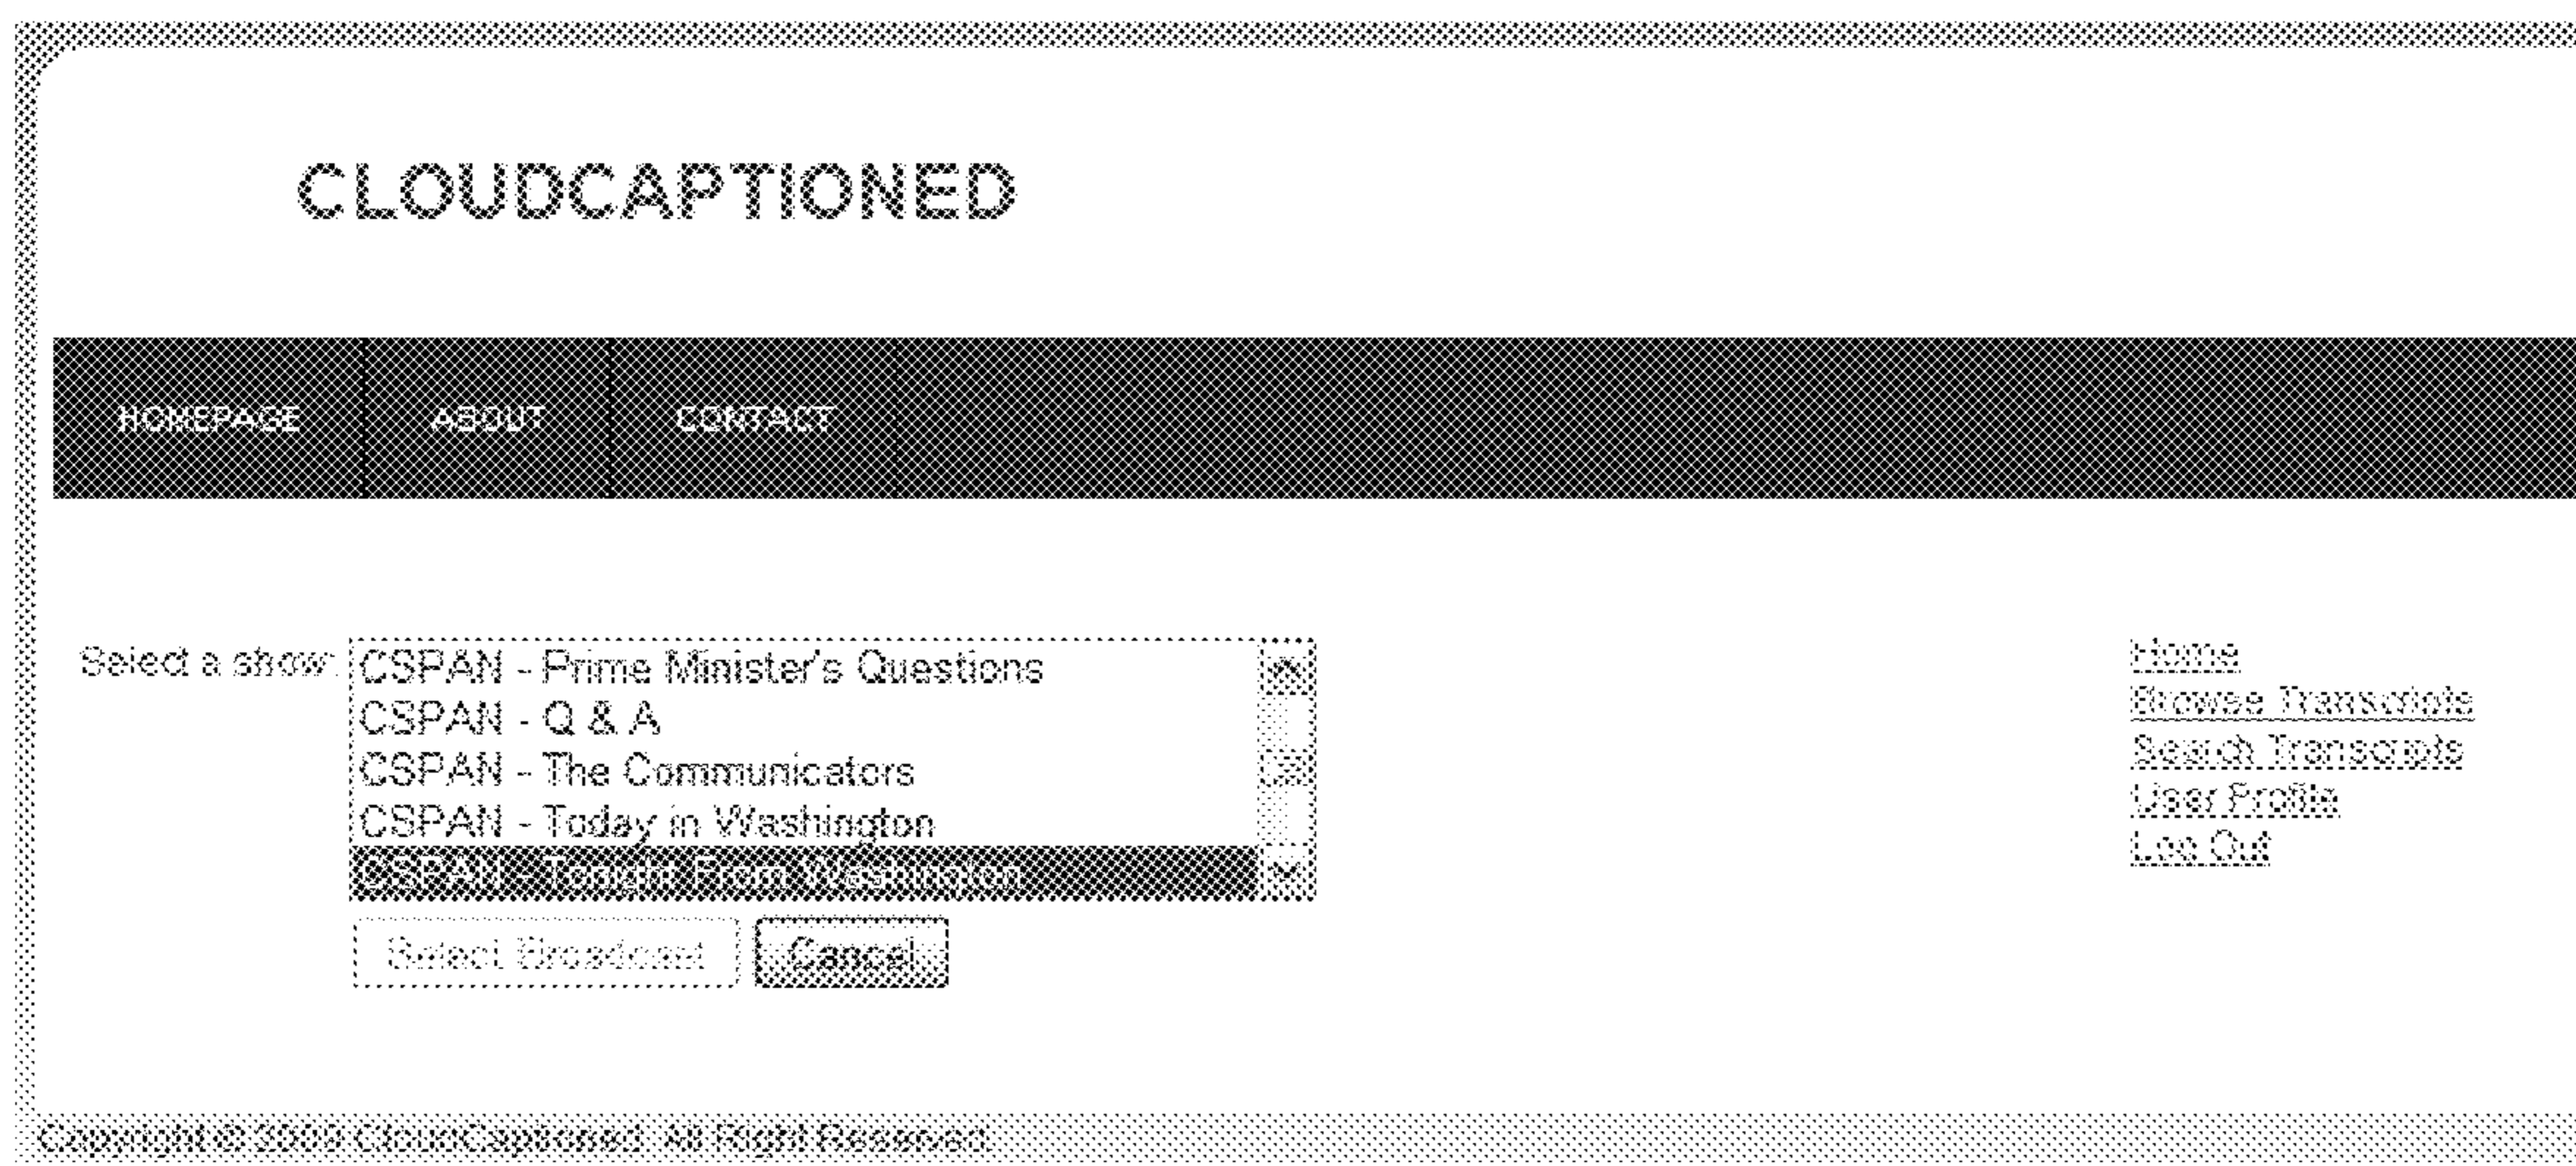 CLOUDCAPTIONED
HOMEPAGE ABOUT CONTACT
Select a show: CSPAN - Prime Minister's Questions
CSPAN - Q & A
CSPAN - The Communicators
CSPAN - Today in Washington
CSPAN - Tonight From Washington
Select Broadcast Cancel
Home
Browse Transcripts
Search Transcripts
User Profile
Log Out
Copyright © 2009 CloudCaptioned. All Right Reserved.